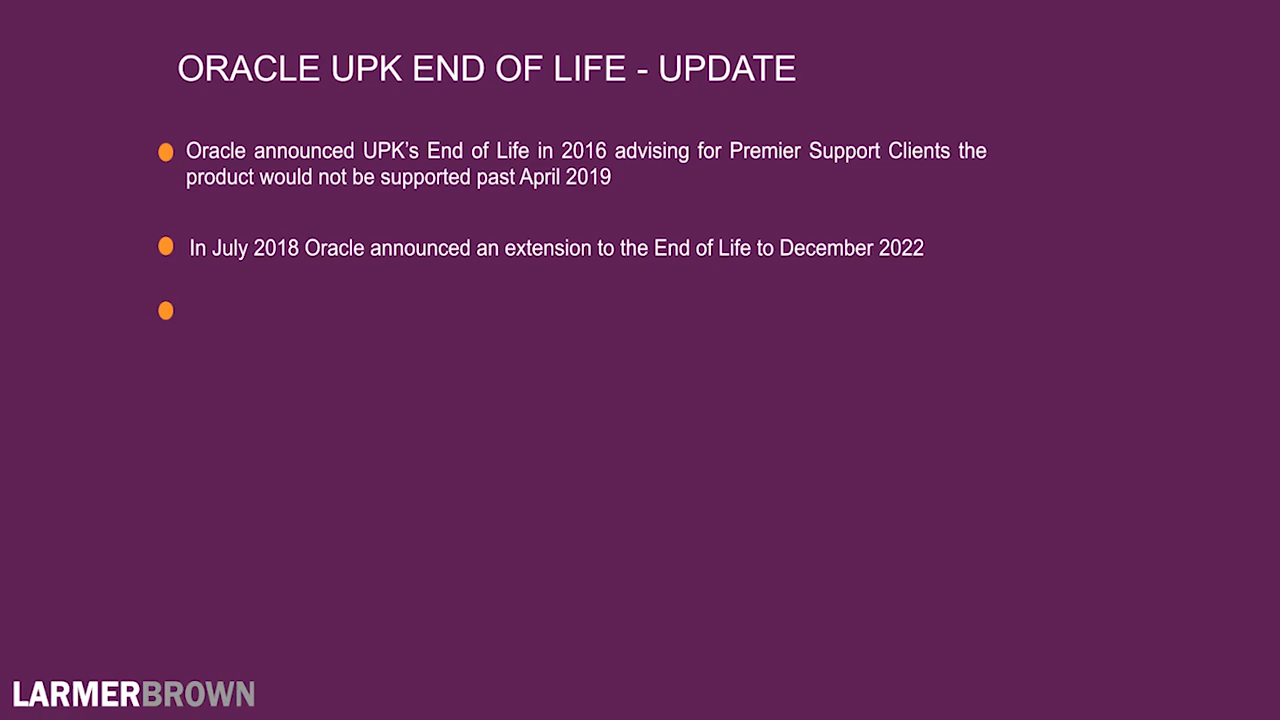 ORACLE UPK END OF LIFE - UPDATE
Oracle announced UPK's End of Life in 2016 advising for Premier Support Clients the
product would not be supported past April 2019
In July 2018 Oracle announced an extension to the End of Life to December 2022
LARMERBROWN